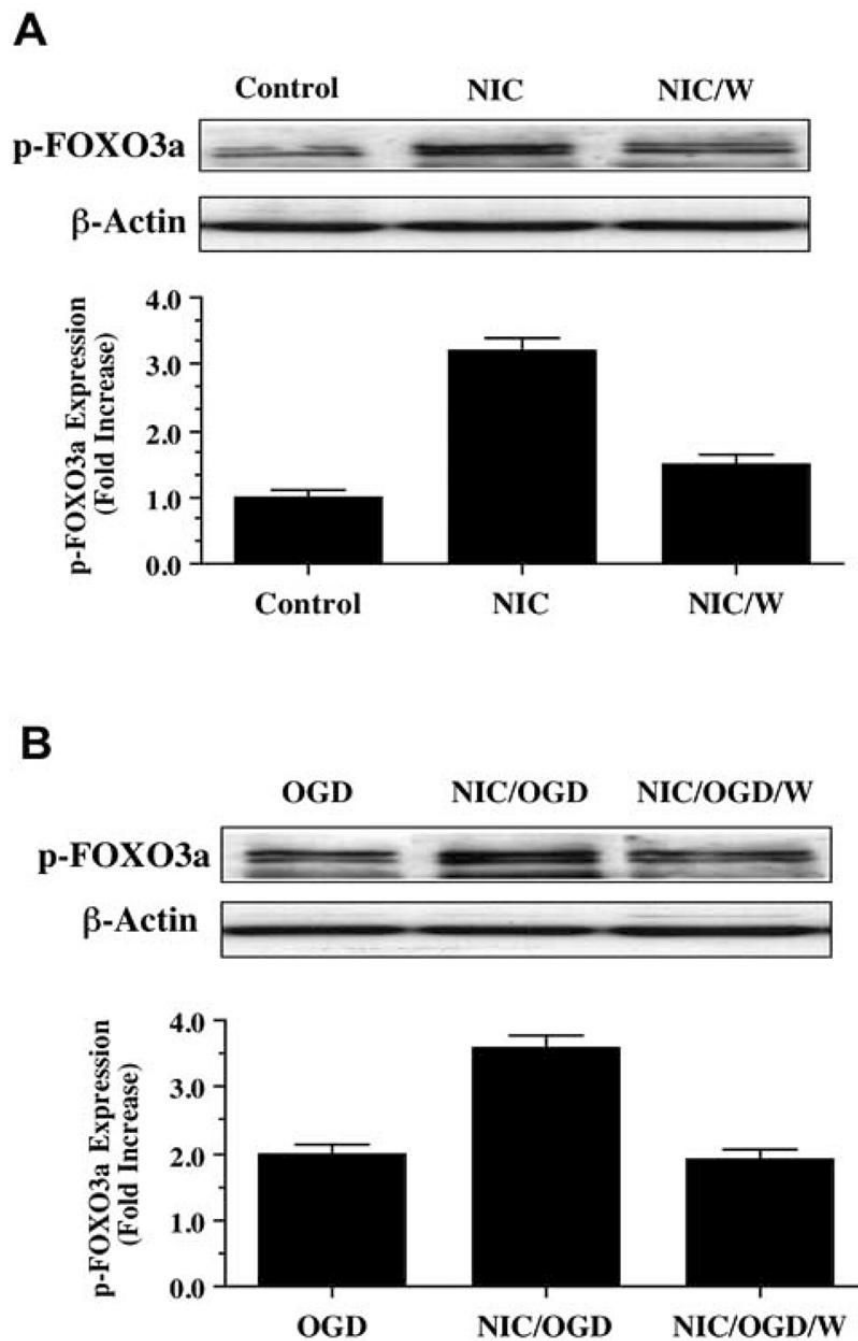 A
Control NIC NIC/W
p-FOXO3a
β-Actin
p-FOXO3a Expression
(Fold Increase)
4.0
3.0
2.0
1.0
0.0
Control NIC NIC/W
B
OGD NIC/OGD NIC/OGD/W
p-FOXO3a
β-Actin
p-FOXO3a Expression
(Fold Increase)
4.0
3.0
2.0
1.0
0.0
OGD NIC/OGD NIC/OGD/W